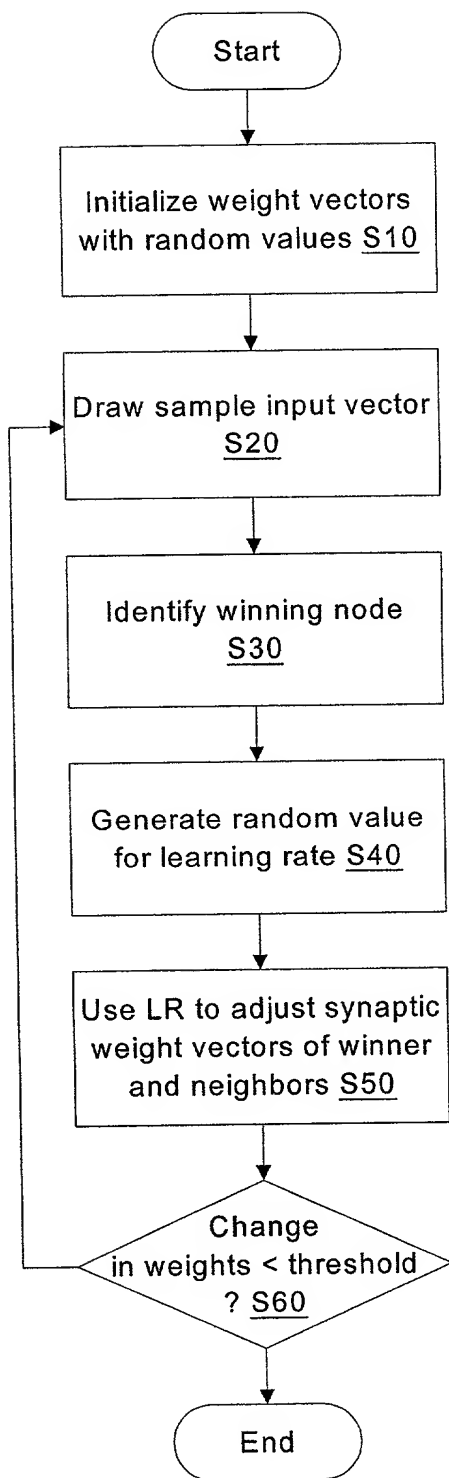 Start
Initialize weight vectors
with random values S10
Draw sample input vector
S20
Identify winning node
S30
Generate random value
for learning rate S40
Use LR to adjust synaptic
weight vectors of winner
and neighbors S50
Change
in weights < threshold
? S60
End